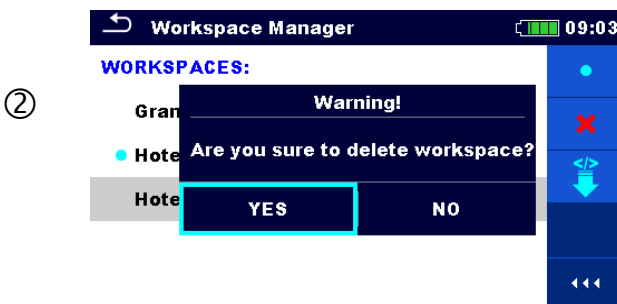 Workspace Manager 09:03
WORKSPACES:
②
Gran
Warning!
Hote
Are you sure to delete workspace?
Hote
YES NO